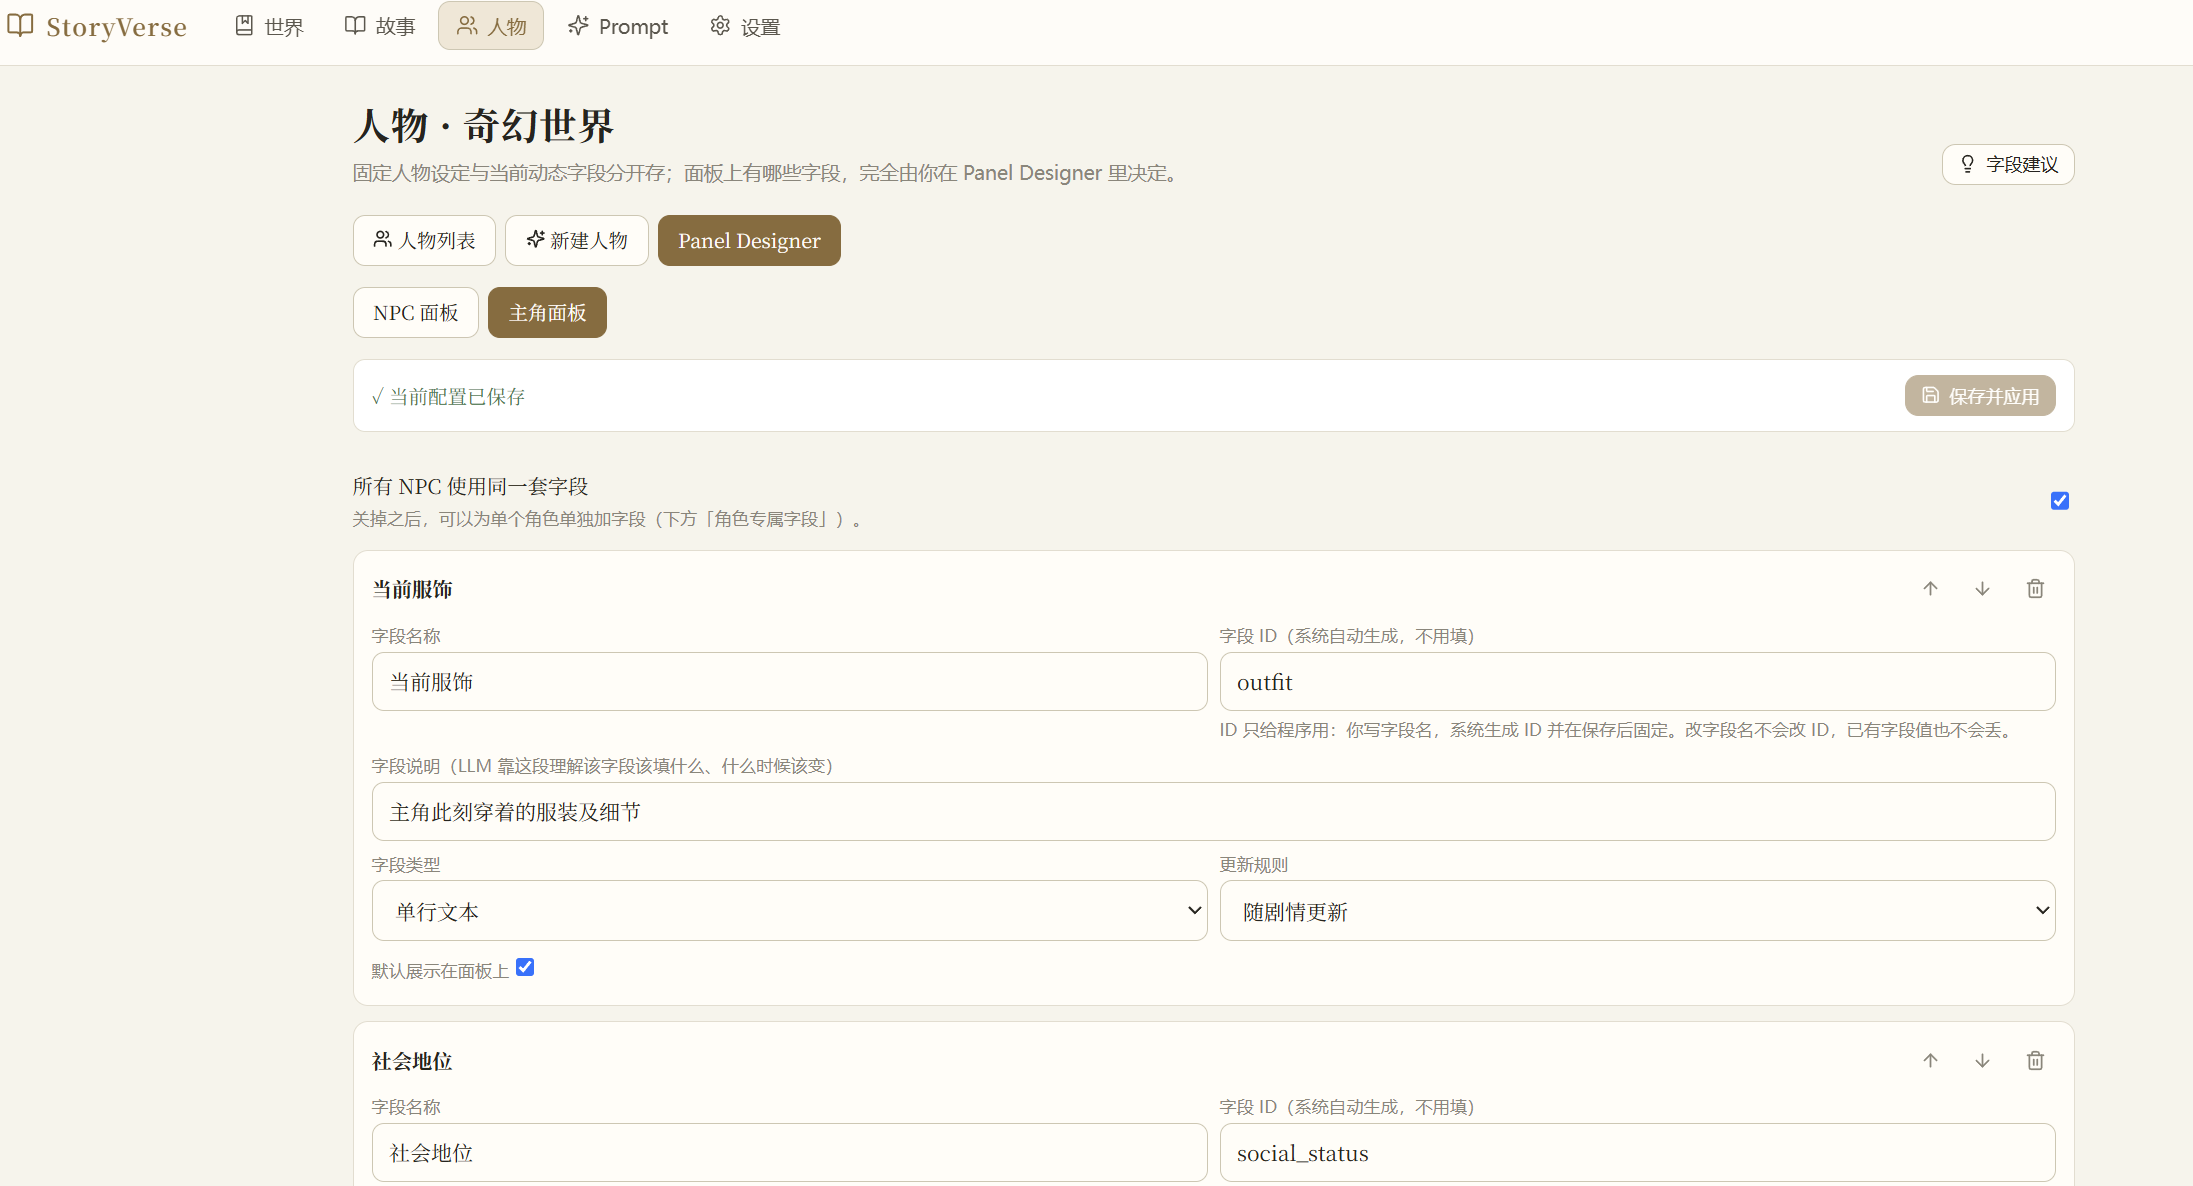 StoryVerse 世界 故事 人物 Prompt 设置
人物 · 奇幻世界
固定人物设定与当前动态字段分开存；面板上有哪些字段，完全由你在 Panel Designer 里决定。
字段建议
人物列表 新建人物 Panel Designer
NPC 面板 主角面板
✓ 当前配置已保存 保存并应用
所有 NPC 使用同一套字段
关掉之后，可以为单个角色单独加字段（下方「角色专属字段」）。
当前服饰
字段名称 字段 ID（系统自动生成，不用填）
当前服饰 outfit
ID 只给程序用：你写字段名，系统生成 ID 并在保存后固定。改字段名不会改 ID，已有字段值也不会丢。
字段说明（LLM 靠这段理解该字段该填什么、什么时候该变）
主角此刻穿着的服装及细节
字段类型 更新规则
单行文本 随剧情更新
默认展示在面板上
社会地位
字段名称 字段 ID（系统自动生成，不用填）
社会地位 social_status